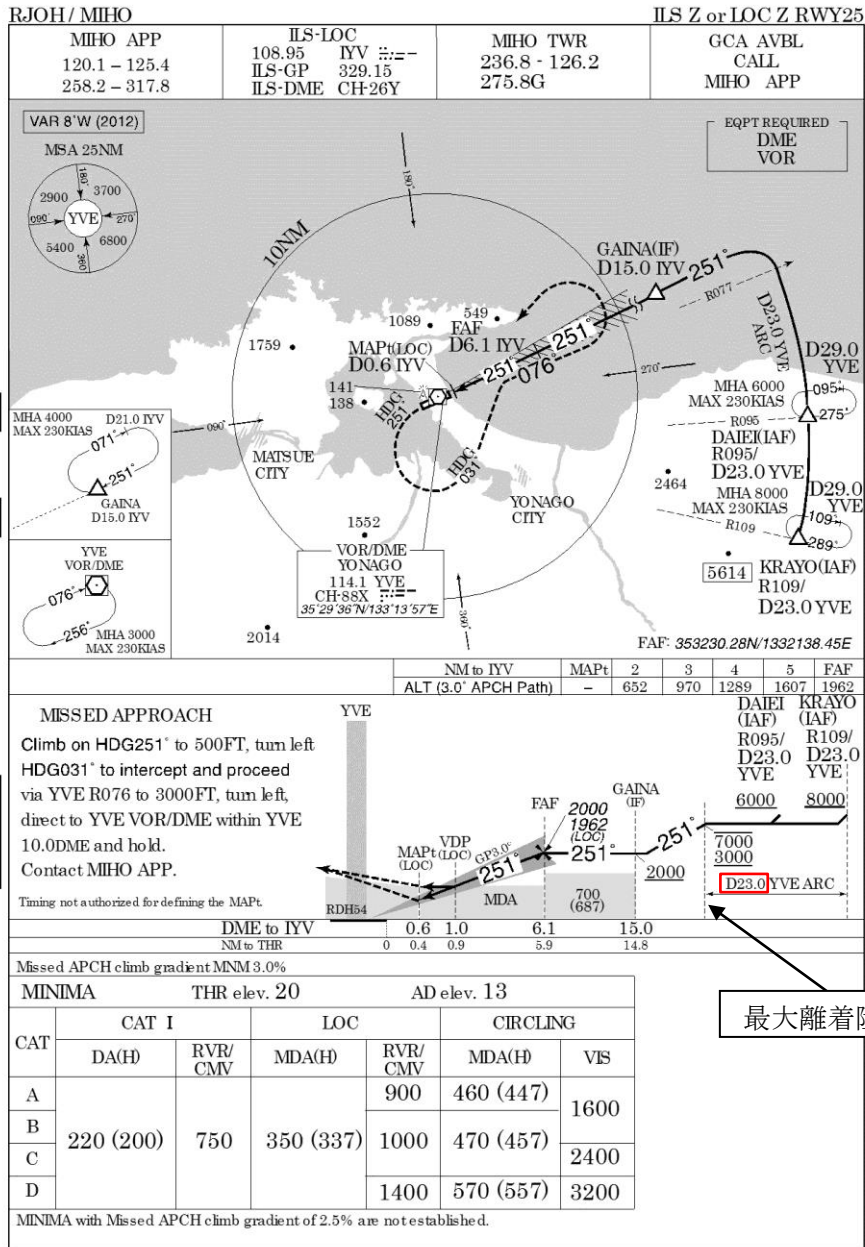 RJOH / MIHO
ILS Z or LOC Z RWY25
MIHO APP
120.1 – 125.4
258.2 – 317.8
ILS-LOC
108.95 IYV
ILS-GP 329.15
ILS-DME CH-26Y
MIHO TWR
236.8 - 126.2
275.8G
GCA AVBL
CALL
MIHO APP
VAR 8°W (2012)
MSA 25NM
180°
2900
3700
090°
YVE
270°
5400
6800
360°
EQPT REQUIRED
DME
VOR
180°
10NM
GAINA(IF)
D15.0 IYV
251°
R077
D23.0 YVE
ARC
1089
549
FAF
D6.1 IYV
251°
1759
MAPt(LOC)
D0.6 IYV
251°
076°
270°
D29.0
YVE
141
138
HDG
251
MHA 6000
MAX 230KIAS
095°
275°
R095
DAIEI(IAF)
R095/
D23.0 YVE
MHA 4000
MAX 230KIAS
D21.0 IYV
071°
251°
GAINA
D15.0 IYV
090°
MATSUE
CITY
HDG
031°
YONAGO
CITY
2464
MHA 8000
MAX 230KIAS
D29.0
YVE
R109
109°
289°
1552
VOR/DME
YONAGO
114.1 YVE
CH-88X
35°29'36"N/133°13'57"E
5614
KRAYO(IAF)
R109/
D23.0 YVE
YVE
VOR/DME
076°
256°
MHA 3000
MAX 230KIAS
2014
360°
FAF: 353230.28N/1332138.45E
NM to IYV MAPt 2 3 4 5 FAF
ALT (3.0° APCH Path) – 652 970 1289 1607 1962
MISSED APPROACH
Climb on HDG251° to 500FT, turn left
HDG031° to intercept and proceed
via YVE R076 to 3000FT, turn left,
direct to YVE VOR/DME within YVE
10.0DME and hold.
Contact MIHO APP.
Timing not authorized for defining the MAPt.
YVE
DAIEI
(IAF)
R095/
D23.0
YVE
KRAYO
(IAF)
R109/
D23.0
YVE
6000
8000
GAINA
(IF)
FAF
2000
1962
(LOC)
VDP
(LOC)
MAPt
(LOC)
GP3.0°
251°
251°
251°
7000
3000
2000
D23.0 YVE ARC
MDA
700
(687)
RDH54
DME to IYV 0.6 1.0 6.1 15.0
NM to THR 0 0.4 0.9 5.9 14.8
Missed APCH climb gradient MNM 3.0%
MINIMA THR elev. 20 AD elev. 13
最大離着陸
CAT
CAT I
LOC
CIRCLING
DA(H)
RVR/
CMV
MDA(H)
RVR/
CMV
MDA(H)
VIS
A 900 460 (447) 1600
B 220 (200) 750 350 (337) 1000 470 (457)
C 2400
D 1400 570 (557) 3200
MINIMA with Missed APCH climb gradient of 2.5% are not established.